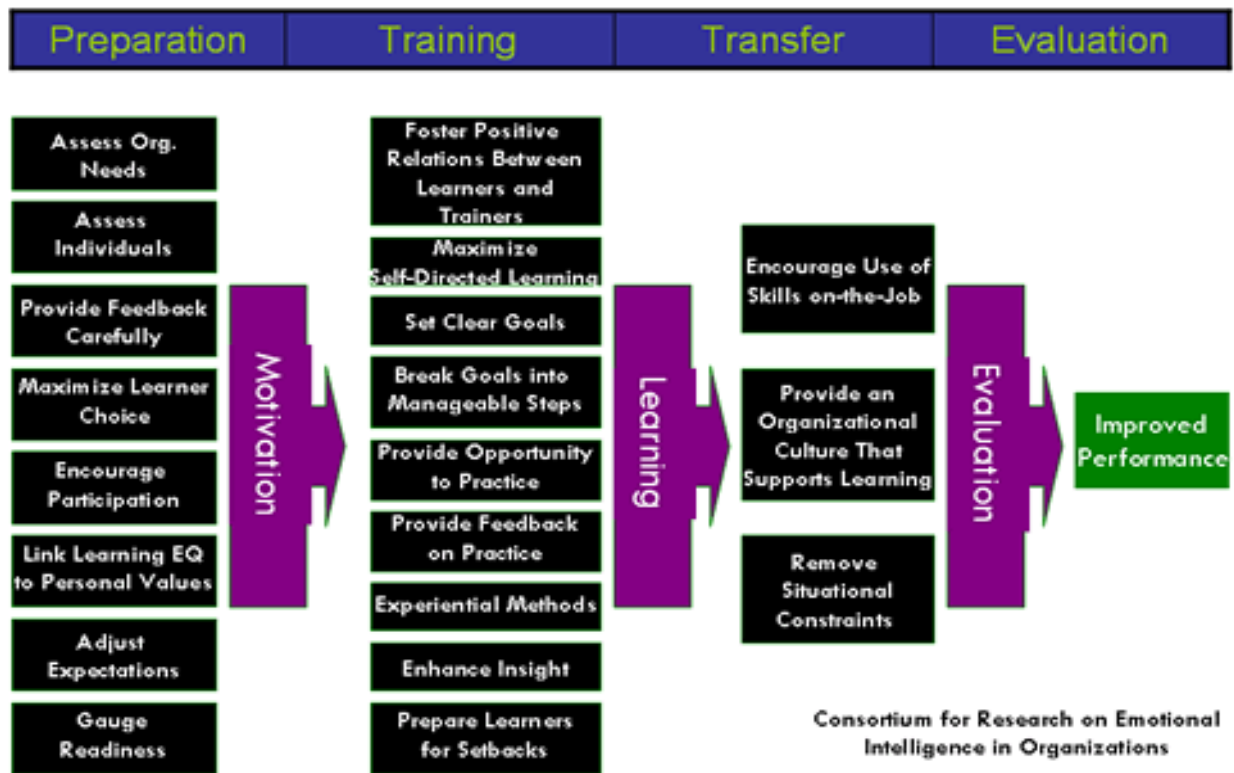 Preparation
Training
Transfer
Evaluation
Assess Org.
Needs
Assess
Individuals
Provide Feedback
Carefully
Maximize Learner
Choice
Encourage
Participation
Link Learning EQ
to Personal Values
Adjust
Expectations
Gauge
Readiness
Motivation
Foster Positive
Relations Between
Learners and
Trainers
Maximize
Self-Directed Learning
Set Clear Goals
Break Goals into
Manageable Steps
Provide Opportunity
to Practice
Provide Feedback
on Practice
Experiential Methods
Enhance Insight
Prepare Learners
for Setbacks
Learning
Encourage Use of
Skills on-the-Job
Provide an
Organizational
Culture That
Supports Learning
Remove
Situational
Constraints
Evaluation
Improved
Performance
Consortium for Research on Emotional
Intelligence in Organizations